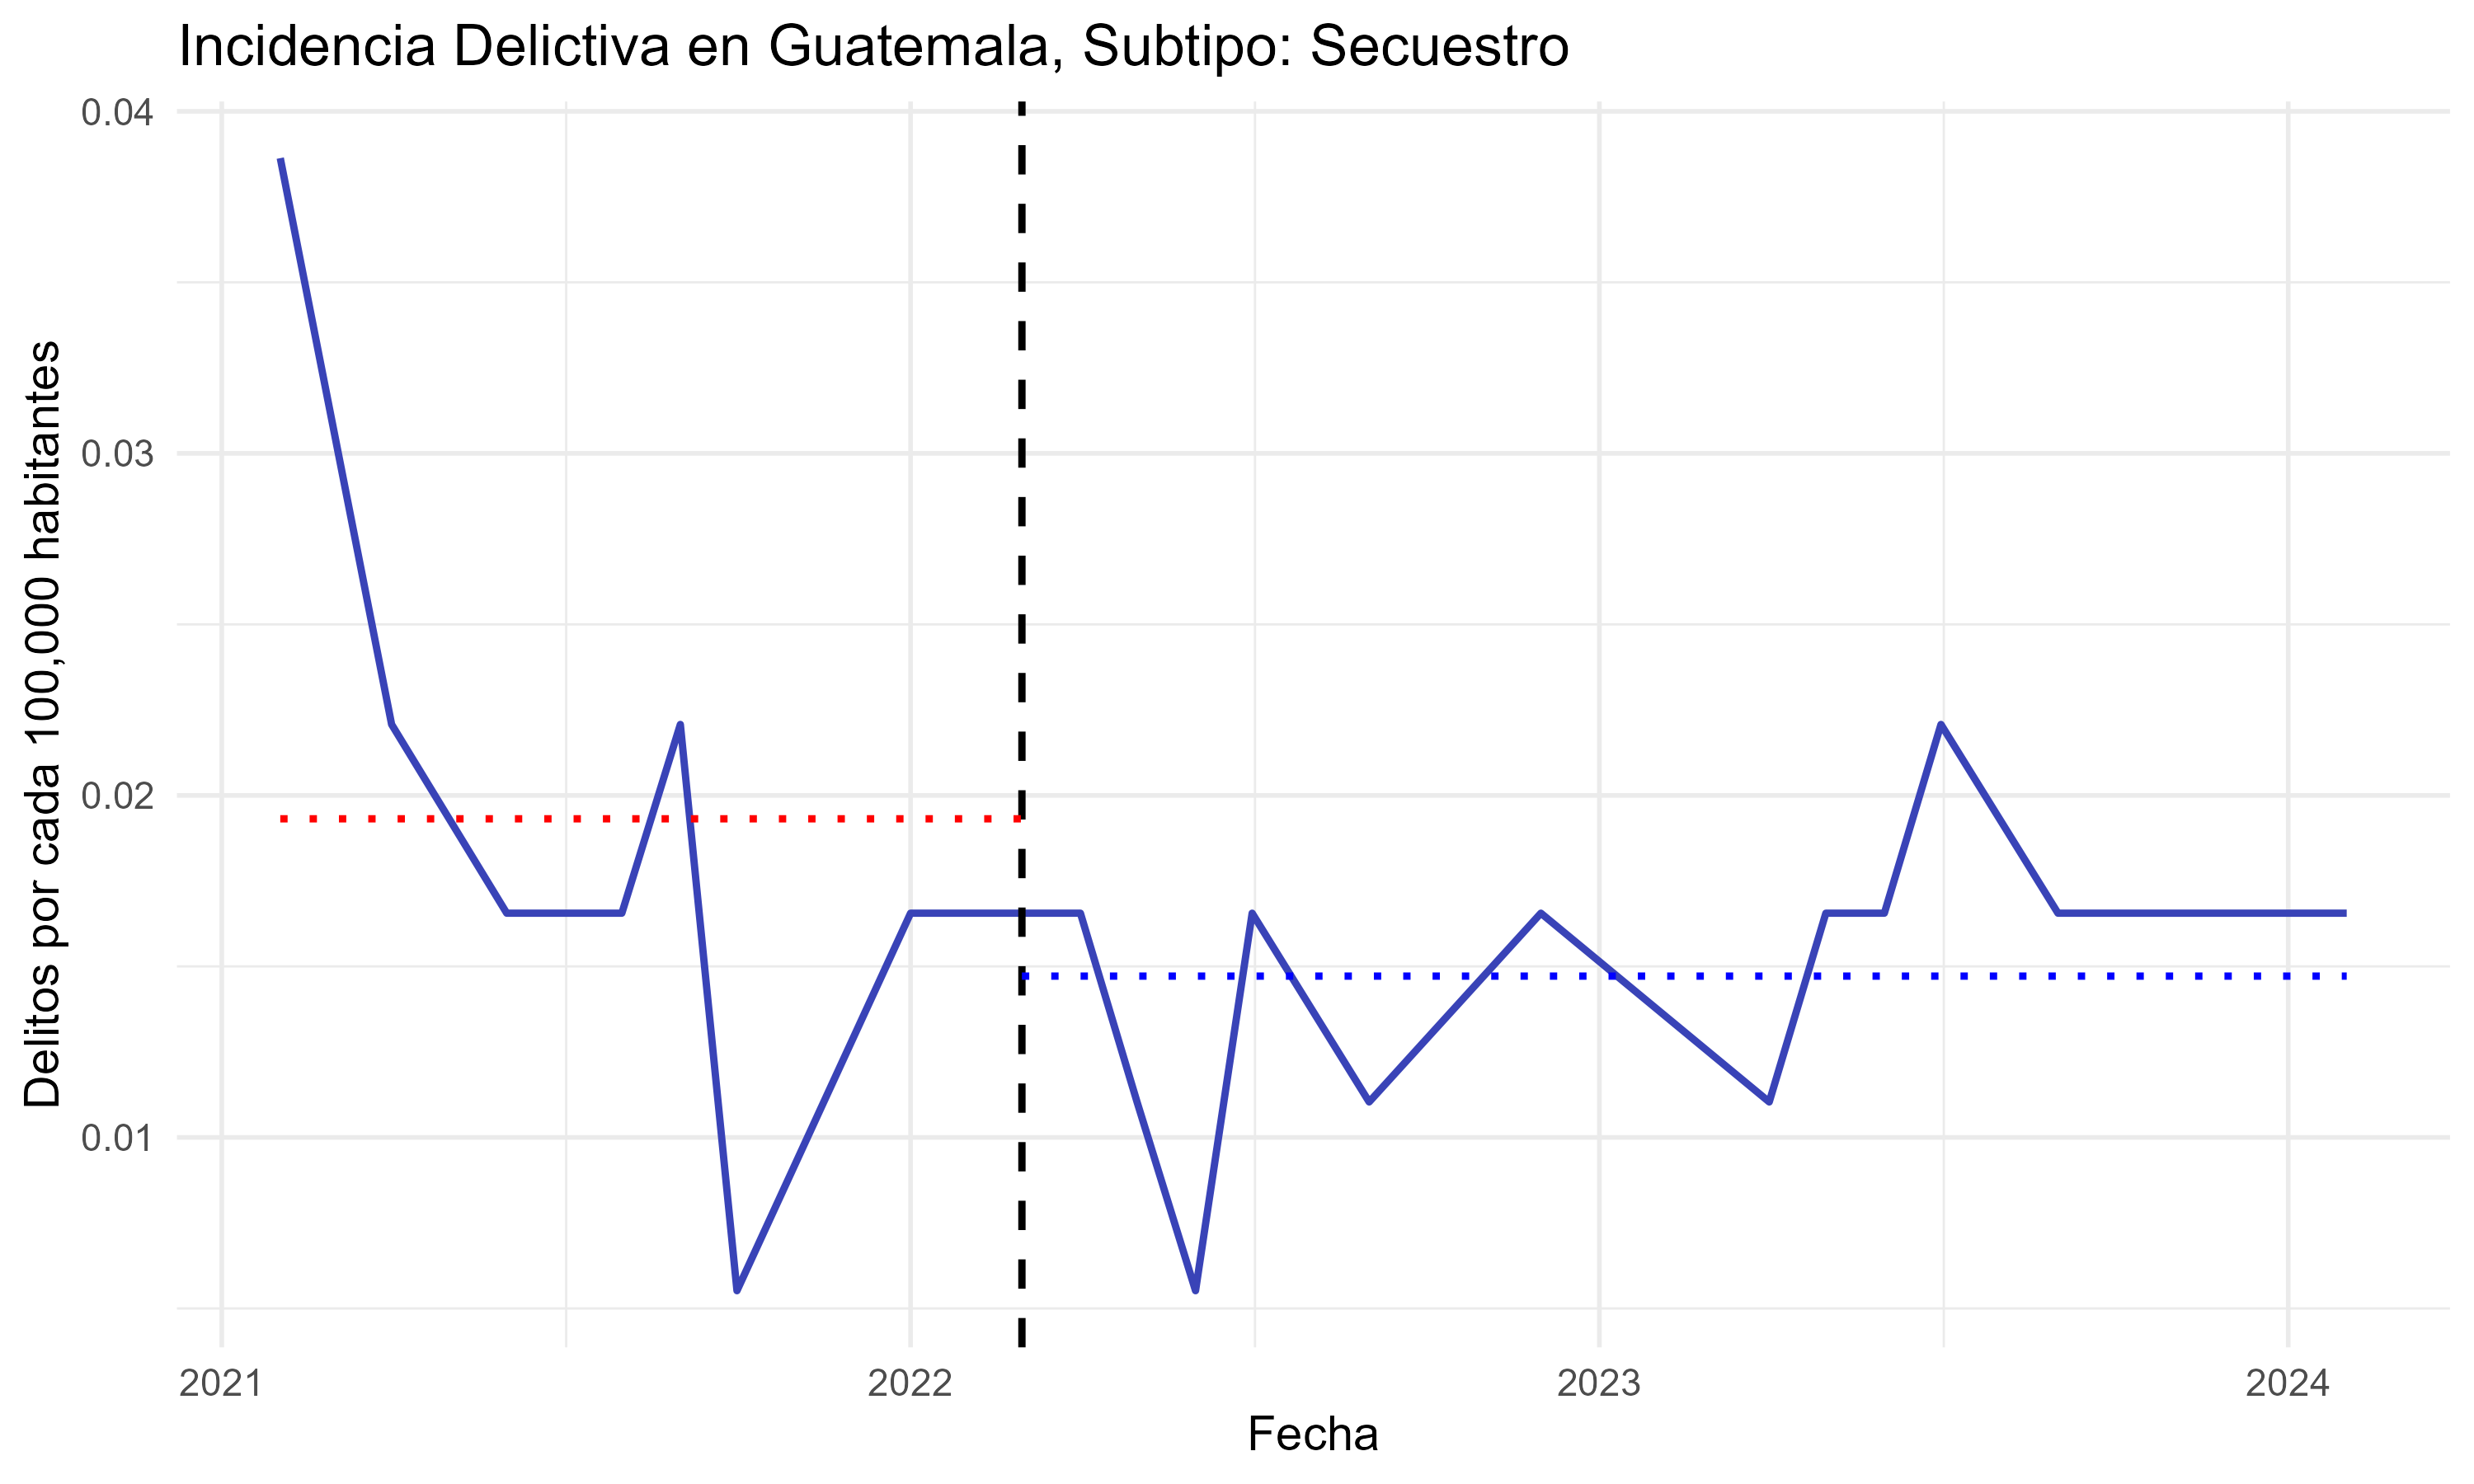 Incidencia Delictiva en Guatemala, Subtipo: Secuestro
Delitos por cada 100,000 habitantes
0.04
0.03
0.02
0.01
2021
2022
2023
2024
Fecha